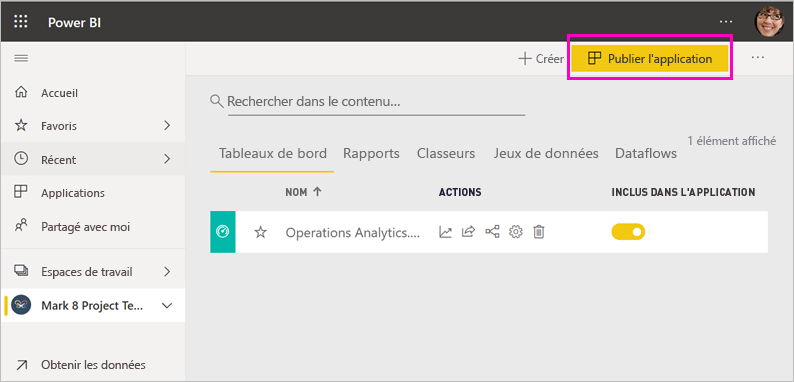 Power BI
Créer
Publier l'application
Accueil
Favoris
Récent
Applications
Partagé avec moi
Espaces de travail
Mark 8 Project Te...
Obtenir les données
Rechercher dans le contenu...
1 élément affiché
Tableaux de bord Rapports Classeurs Jeux de données Dataflows
NOM ACTIONS INCLUS DANS L'APPLICATION
Operations Analytics....